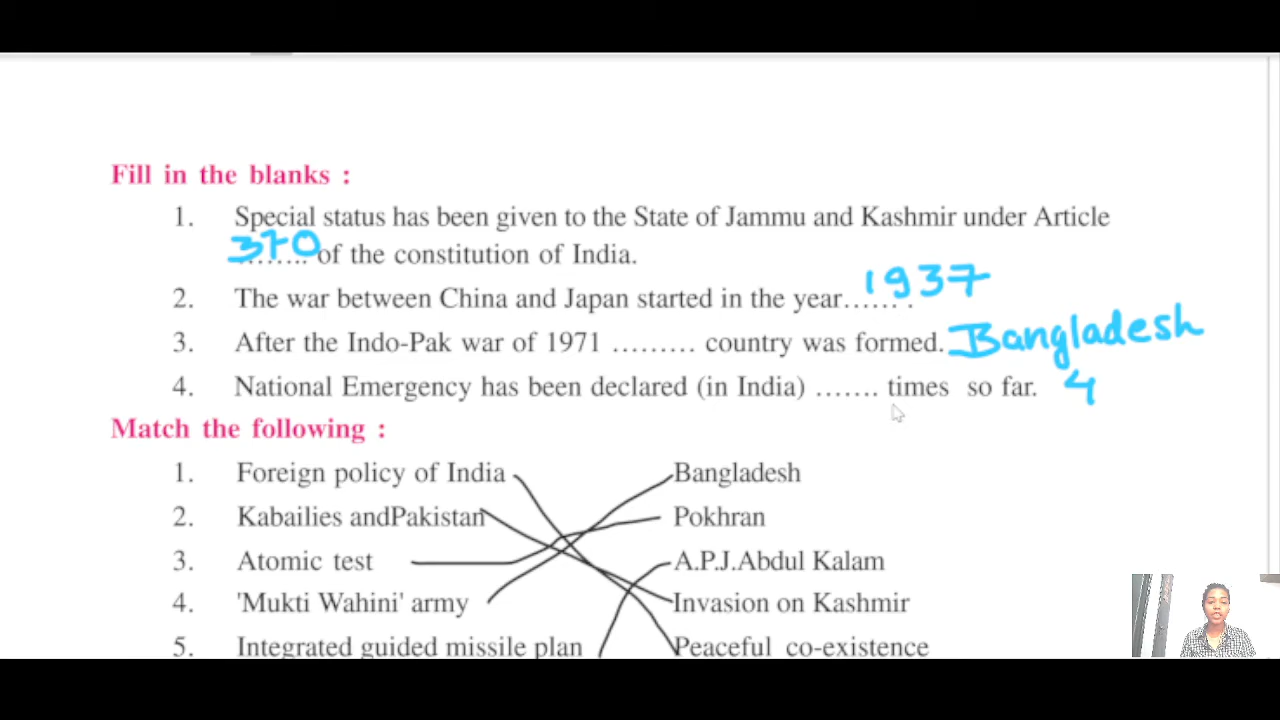 Fill in the blanks :
1. Special status has been given to the State of Jammu and Kashmir under Article
370 ........ of the constitution of India.
2. The war between China and Japan started in the year...... . 1937
3. After the Indo-Pak war of 1971 ......... country was formed. Bangladesh
4. National Emergency has been declared (in India) ....... times so far. 4
Match the following :
1. Foreign policy of India Bangladesh
2. Kabailies andPakistan Pokhran
3. Atomic test A.P.J.Abdul Kalam
4. 'Mukti Wahini' army Invasion on Kashmir
5. Integrated guided missile plan Peaceful co-existence